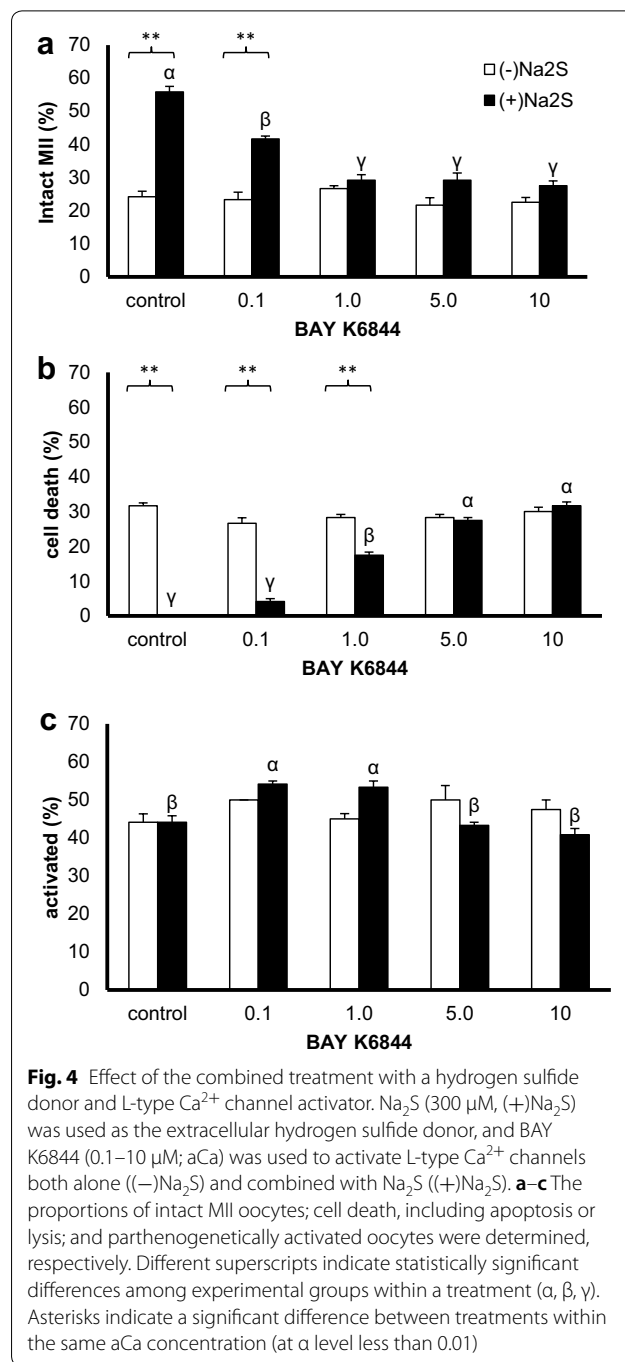 a
70
60
50
40
30
20
10
0
Intact MII (%)
** **
α
β
γ γ γ
(-)Na2S
(+)Na2S
control 0.1 1.0 5.0 10
BAY K6844
b
70
60
50
40
30
20
10
0
cell death (%)
** ** **
γ γ β α α
control 0.1 1.0 5.0 10
BAY K6844
c
70
60
50
40
30
20
10
0
activated (%)
β α α β β
control 0.1 1.0 5.0 10
BAY K6844
Fig. 4 Effect of the combined treatment with a hydrogen sulfide
donor and L-type Ca²⁺ channel activator. Na₂S (300 μM, (+)Na₂S)
was used as the extracellular hydrogen sulfide donor, and BAY
K6844 (0.1–10 μM; aCa) was used to activate L-type Ca²⁺ channels
both alone ((−)Na₂S) and combined with Na₂S ((+)Na₂S). a–c The
proportions of intact MII oocytes; cell death, including apoptosis or
lysis; and parthenogenetically activated oocytes were determined,
respectively. Different superscripts indicate statistically significant
differences among experimental groups within a treatment (α, β, γ).
Asterisks indicate a significant difference between treatments within
the same aCa concentration (at α level less than 0.01)